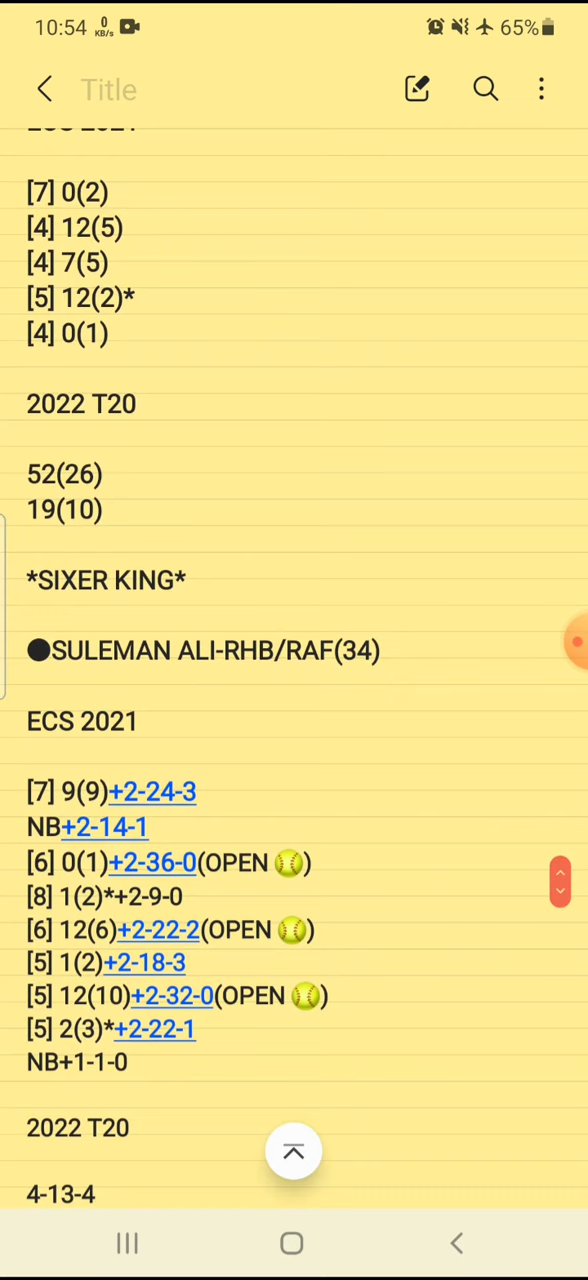 10:54 0 KB/s 65%
Title
[7] 0(2)
[4] 12(5)
[4] 7(5)
[5] 12(2)*
[4] 0(1)
2022 T20
52(26)
19(10)
*SIXER KING*
●SULEMAN ALI-RHB/RAF(34)
ECS 2021
[7] 9(9)+2-24-3
NB+2-14-1
[6] 0(1)+2-36-0(OPEN 🥎)
[8] 1(2)*+2-9-0
[6] 12(6)+2-22-2(OPEN 🥎)
[5] 1(2)+2-18-3
[5] 12(10)+2-32-0(OPEN 🥎)
[5] 2(3)*+2-22-1
NB+1-1-0
2022 T20
4-13-4